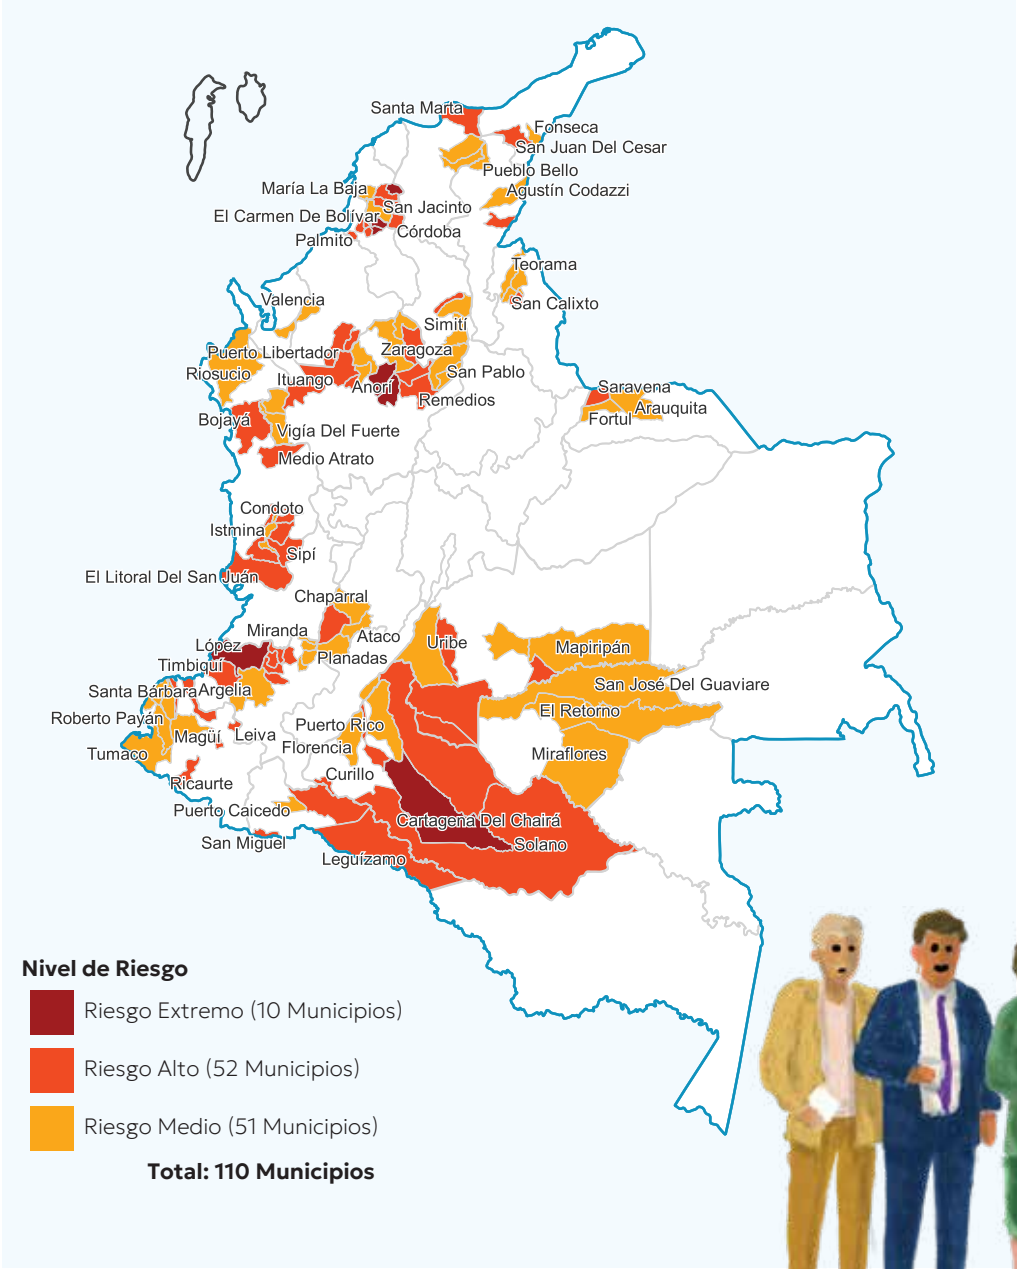 Santa Marta
Fonseca
San Juan Del Cesar
Pueblo Bello
María La Baja
Agustín Codazzi
San Jacinto
El Carmen De Bolívar
Córdoba
Palmito
Teorama
Valencia
San Calixto
Simití
Puerto Libertador
Zaragoza
Riosucio
San Pablo
Ituango
Anorí
Saravena
Remedios
Arauquita
Bojayá
Fortul
Vigía Del Fuerte
Medio Atrato
Condoto
Istmina
Sipí
El Litoral Del San Juán
Chaparral
Miranda
Ataco
López
Uribe
Mapiripán
Planadas
Timbiquí
Santa Bárbara
Argelia
San José Del Guaviare
Roberto Payán
El Retorno
Puerto Rico
Magüí
Leiva
Florencia
Tumaco
Miraflores
Curillo
Ricaurte
Puerto Caicedo
Cartagena Del Chairá
San Miguel
Solano
Leguízamo
Nivel de Riesgo
Riesgo Extremo (10 Municipios)
Riesgo Alto (52 Municipios)
Riesgo Medio (51 Municipios)
Total: 110 Municipios